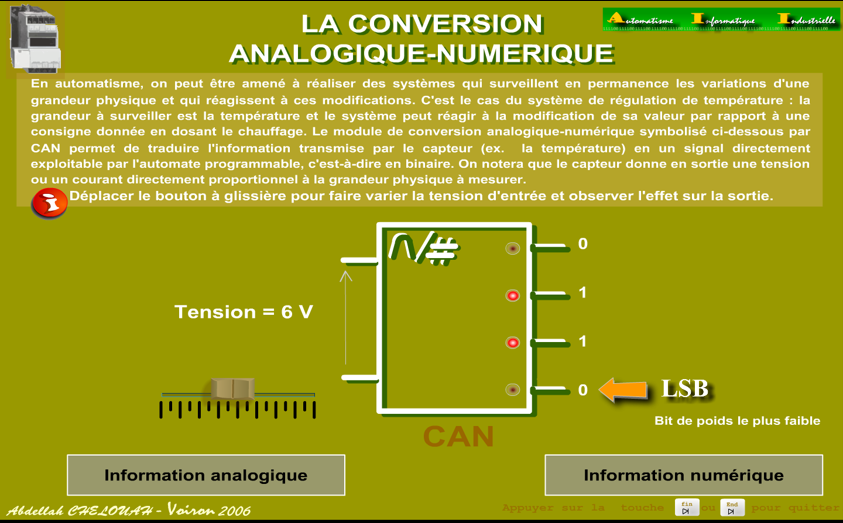 LA CONVERSION
ANALOGIQUE-NUMERIQUE
Automatisme Informatique Industrielle
En automatisme, on peut être amené à réaliser des systèmes qui surveillent en permanence les variations d'une
grandeur physique et qui réagissent à ces modifications. C'est le cas du système de régulation de température : la
grandeur à surveiller est la température et le système peut réagir à la modification de sa valeur par rapport à une
consigne donnée en dosant le chauffage. Le module de conversion analogique-numérique symbolisé ci-dessous par
CAN permet de traduire l'information transmise par le capteur (ex. la température) en un signal directement
exploitable par l'automate programmable, c'est-à-dire en binaire. On notera que le capteur donne en sortie une tension
ou un courant directement proportionnel à la grandeur physique à mesurer.
i Déplacer le bouton à glissière pour faire varier la tension d'entrée et observer l'effet sur la sortie.
/#
0
1
Tension = 6 V
1
0
LSB
Bit de poids le plus faible
CAN
Information analogique
Information numérique
Abdellah CHELOUAH - Voiron 2006
Appuyer sur la touche Fin ou End pour quitter